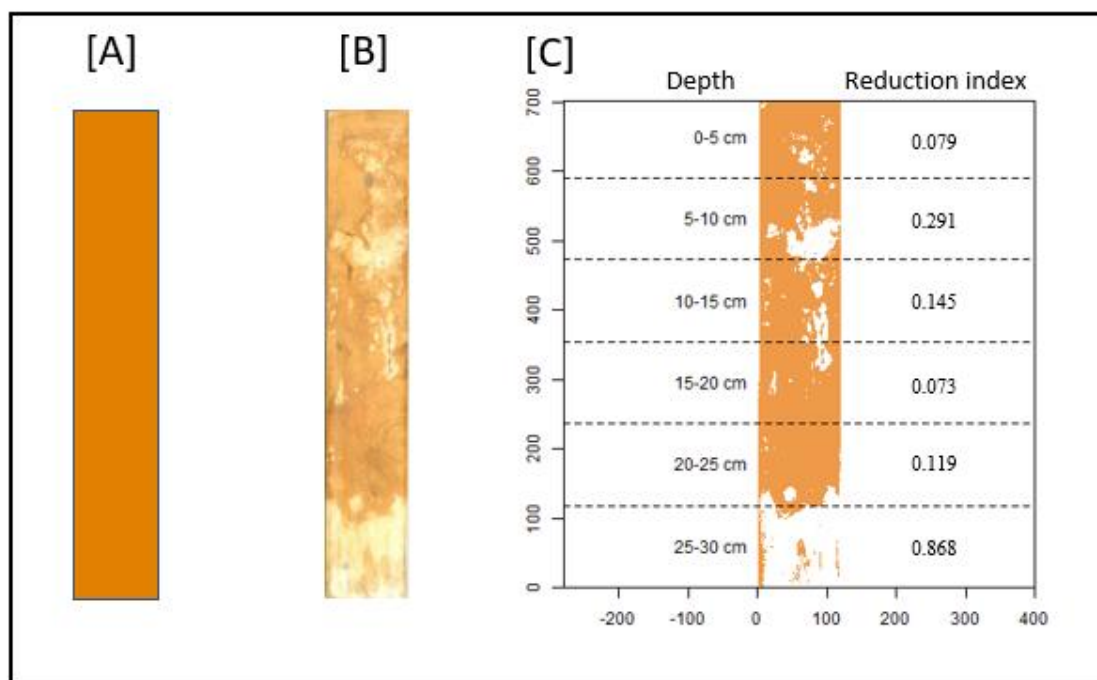 [A]
[B]
[C]
Depth Reduction index
700
0-5 cm 0.079
600
5-10 cm 0.291
500
10-15 cm 0.145
400
300
15-20 cm 0.073
200
20-25 cm 0.119
100
25-30 cm 0.868
0
-200 -100 0 100 200 300 400